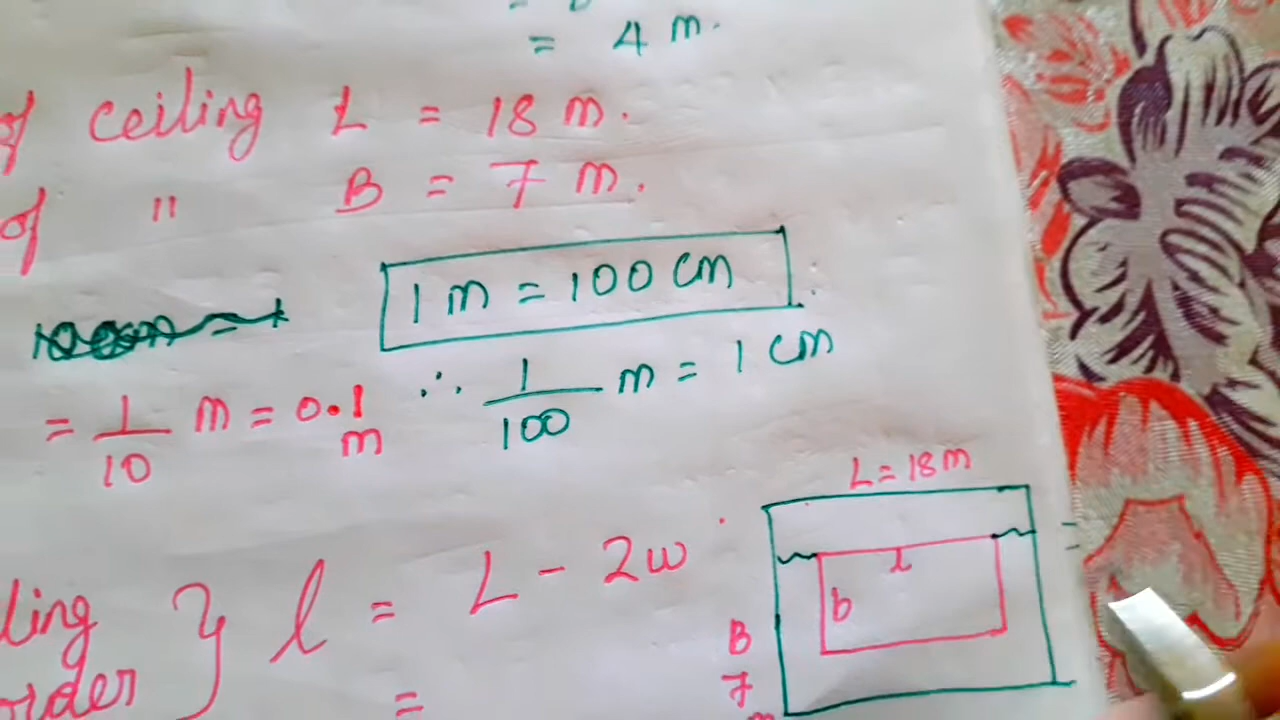 = 4 m.
of ceiling L = 18 m.
of " B = 7 m.
1 m = 100 cm
= 1/10 m = 0.1 m
∴ 1/100 m = 1 cm
L = 18 m
ling
order } l = L - 2w
=
l
b
B
7
m